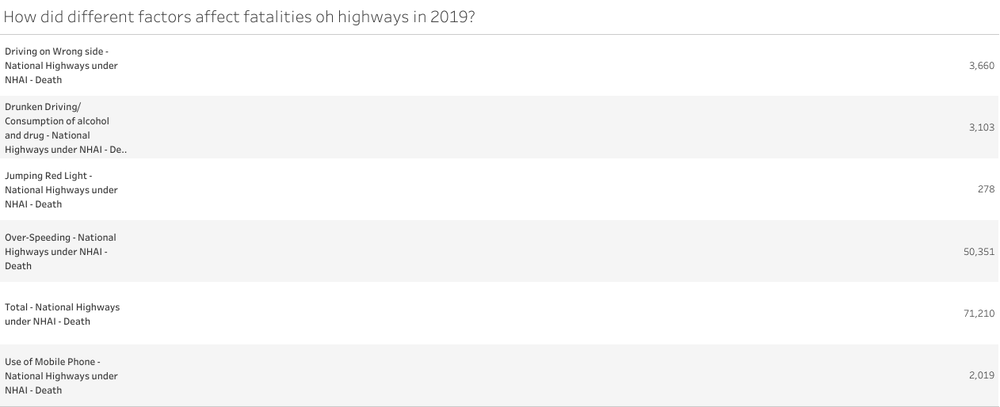 How did different factors affect fatalities oh highways in 2019?
Driving on Wrong side -
National Highways under
NHAI - Death
3,660
Drunken Driving/
Consumption of alcohol
and drug - National
Highways under NHAI - De..
3,103
Jumping Red Light -
National Highways under
NHAI - Death
278
Over-Speeding - National
Highways under NHAI -
Death
50,351
Total - National Highways
under NHAI - Death
71,210
Use of Mobile Phone -
National Highways under
NHAI - Death
2,019